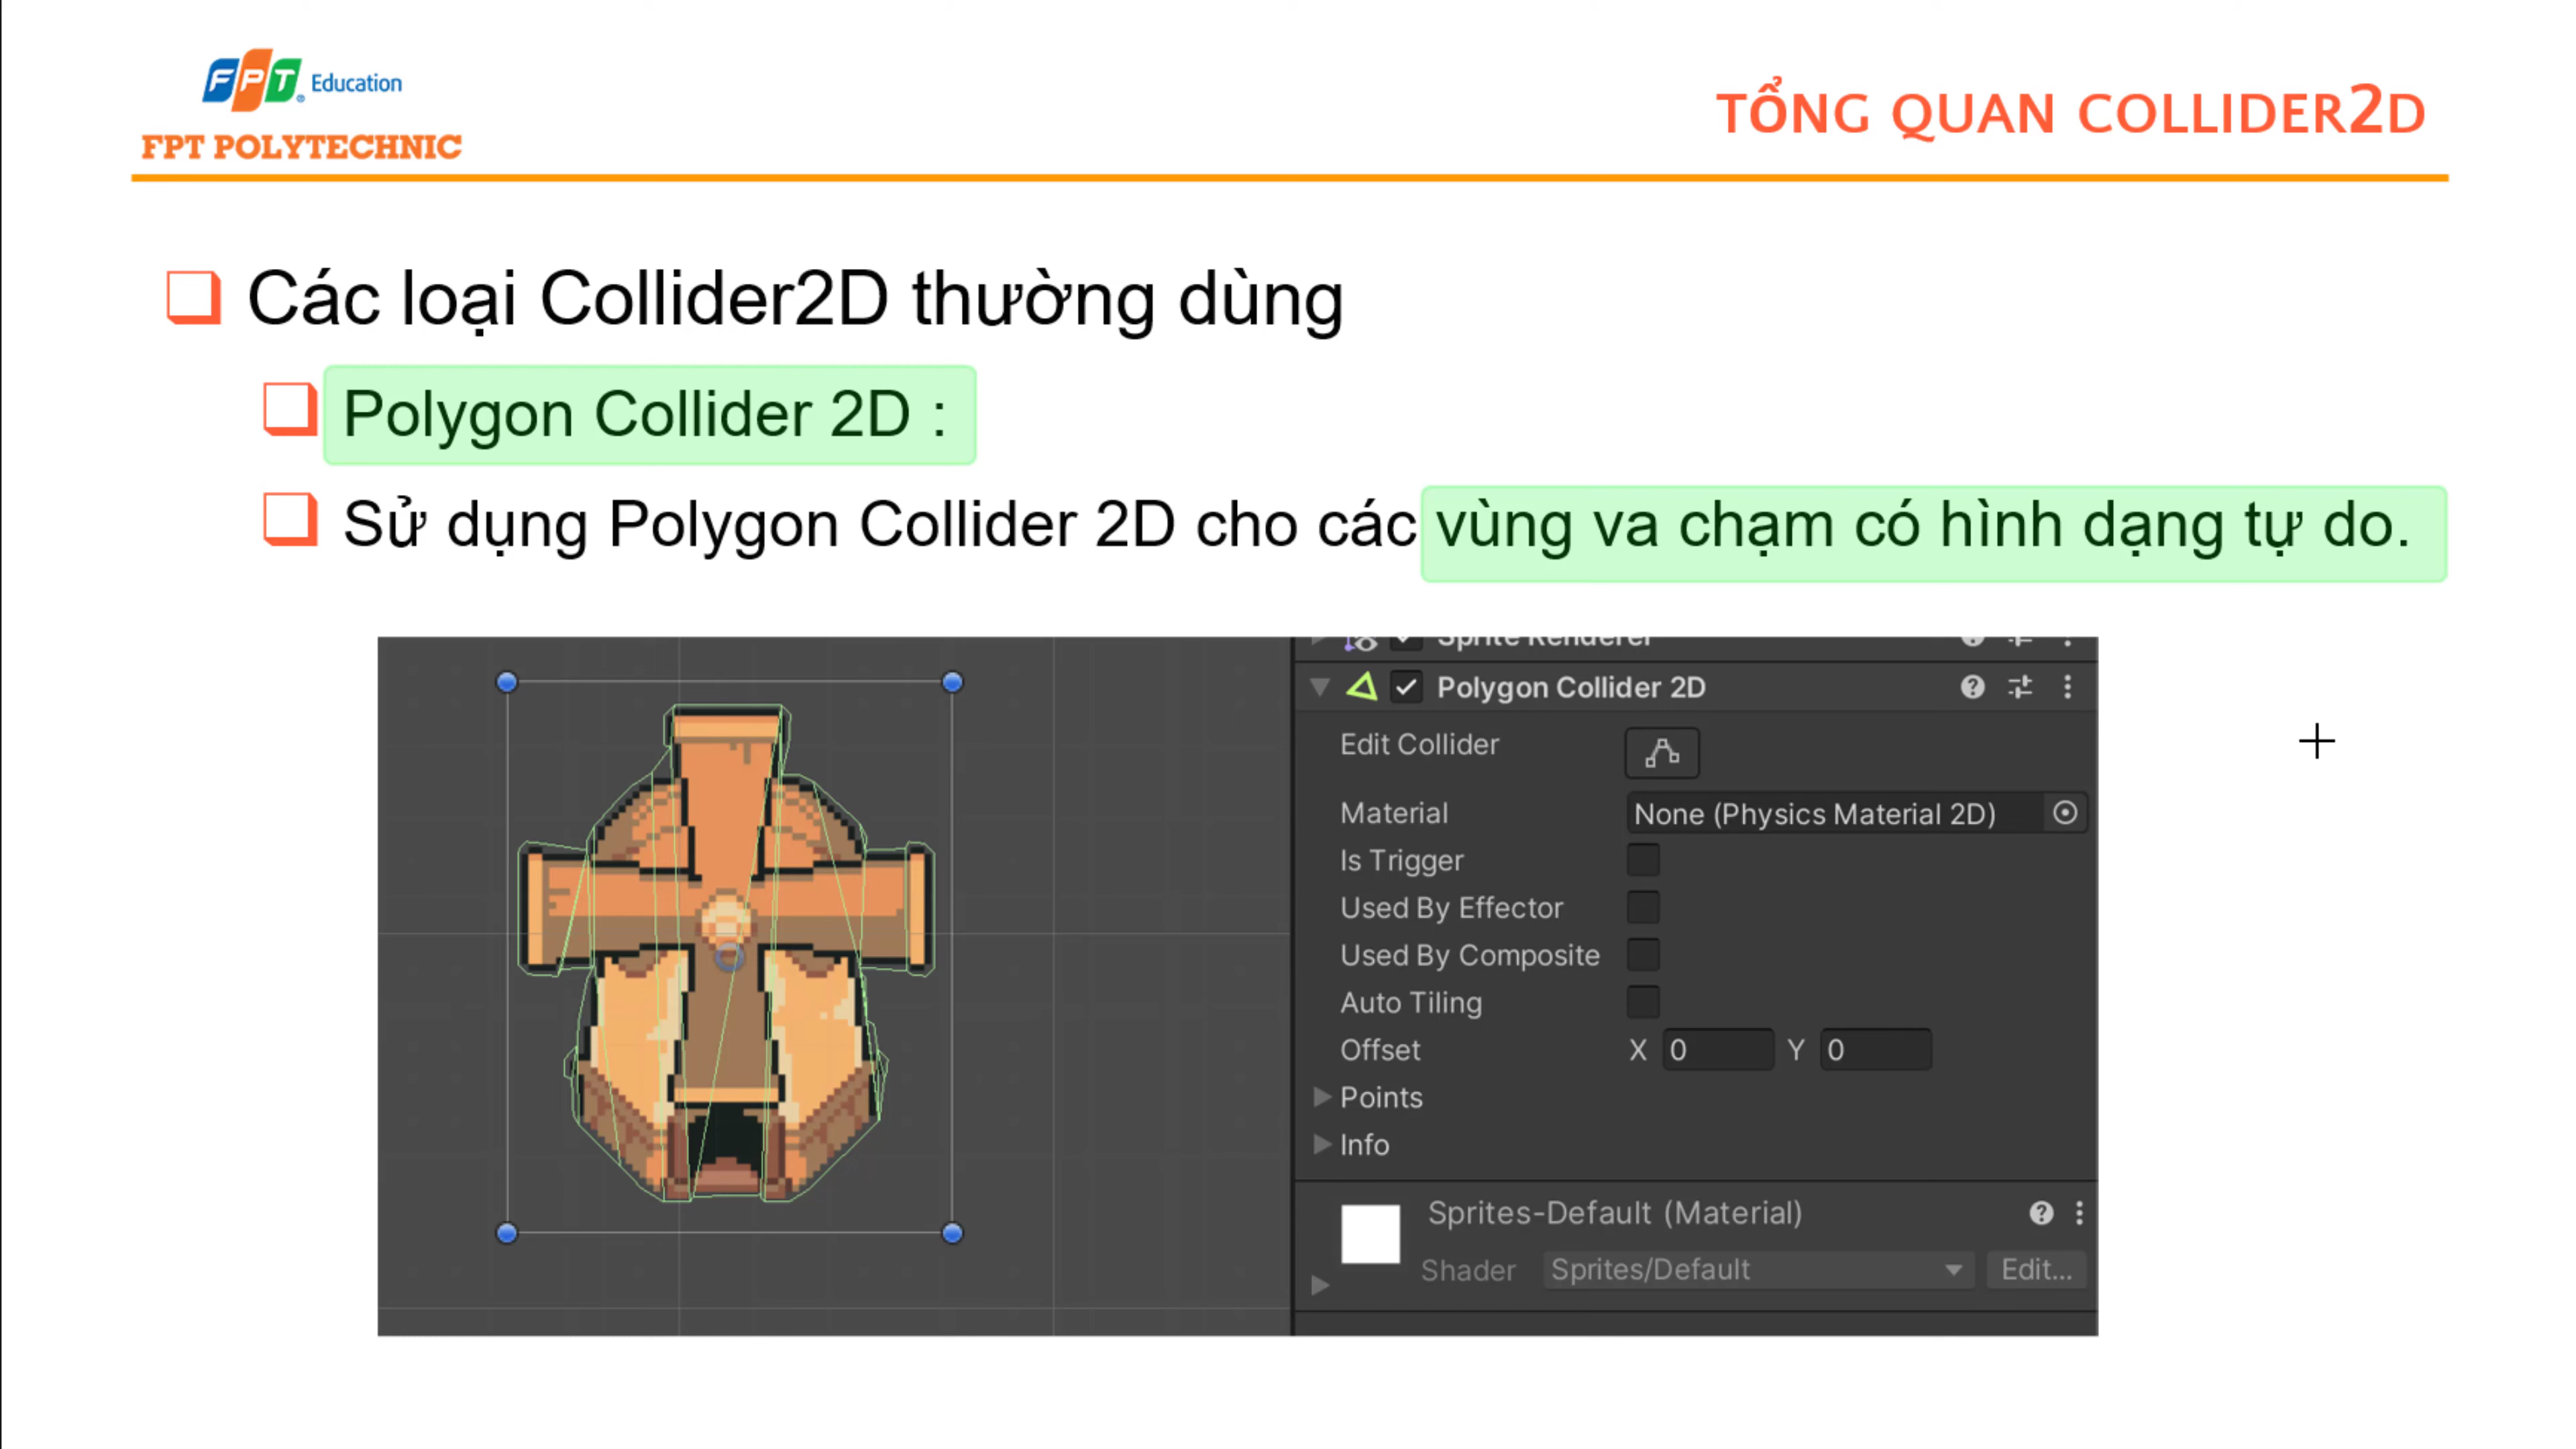 FPT Education
FPT POLYTECHNIC
TỔNG QUAN COLLIDER2D
Các loại Collider2D thường dùng
Polygon Collider 2D :
Sử dụng Polygon Collider 2D cho các vùng va chạm có hình dạng tự do.
Sprite Renderer
Polygon Collider 2D
Edit Collider
Material None (Physics Material 2D)
Is Trigger
Used By Effector
Used By Composite
Auto Tiling
Offset X 0 Y 0
Points
Info
Sprites-Default (Material)
Shader Sprites/Default Edit...